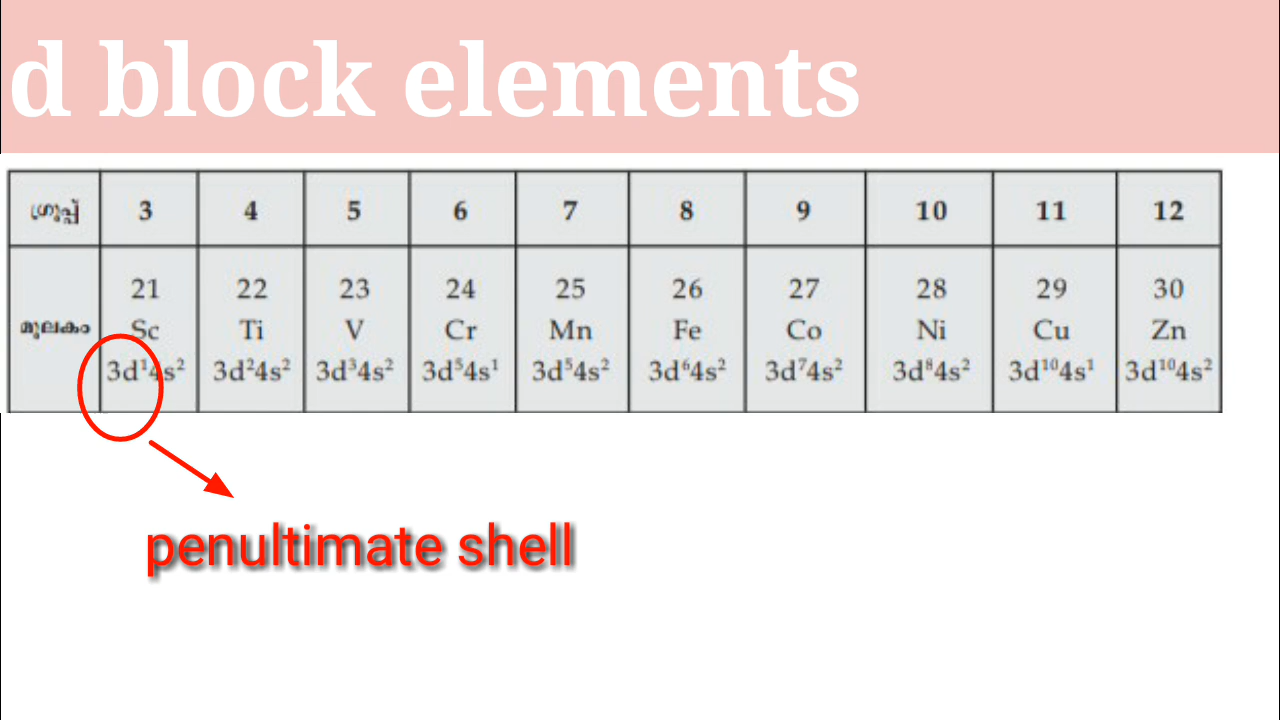 d block elements
ഗ്രൂപ്പ് 3 4 5 6 7 8 9 10 11 12
21 22 23 24 25 26 27 28 29 30
മൂലകം Sc Ti V Cr Mn Fe Co Ni Cu Zn
3d¹4s² 3d²4s² 3d³4s² 3d⁵4s¹ 3d⁵4s² 3d⁶4s² 3d⁷4s² 3d⁸4s² 3d¹⁰4s¹ 3d¹⁰4s²
penultimate shell